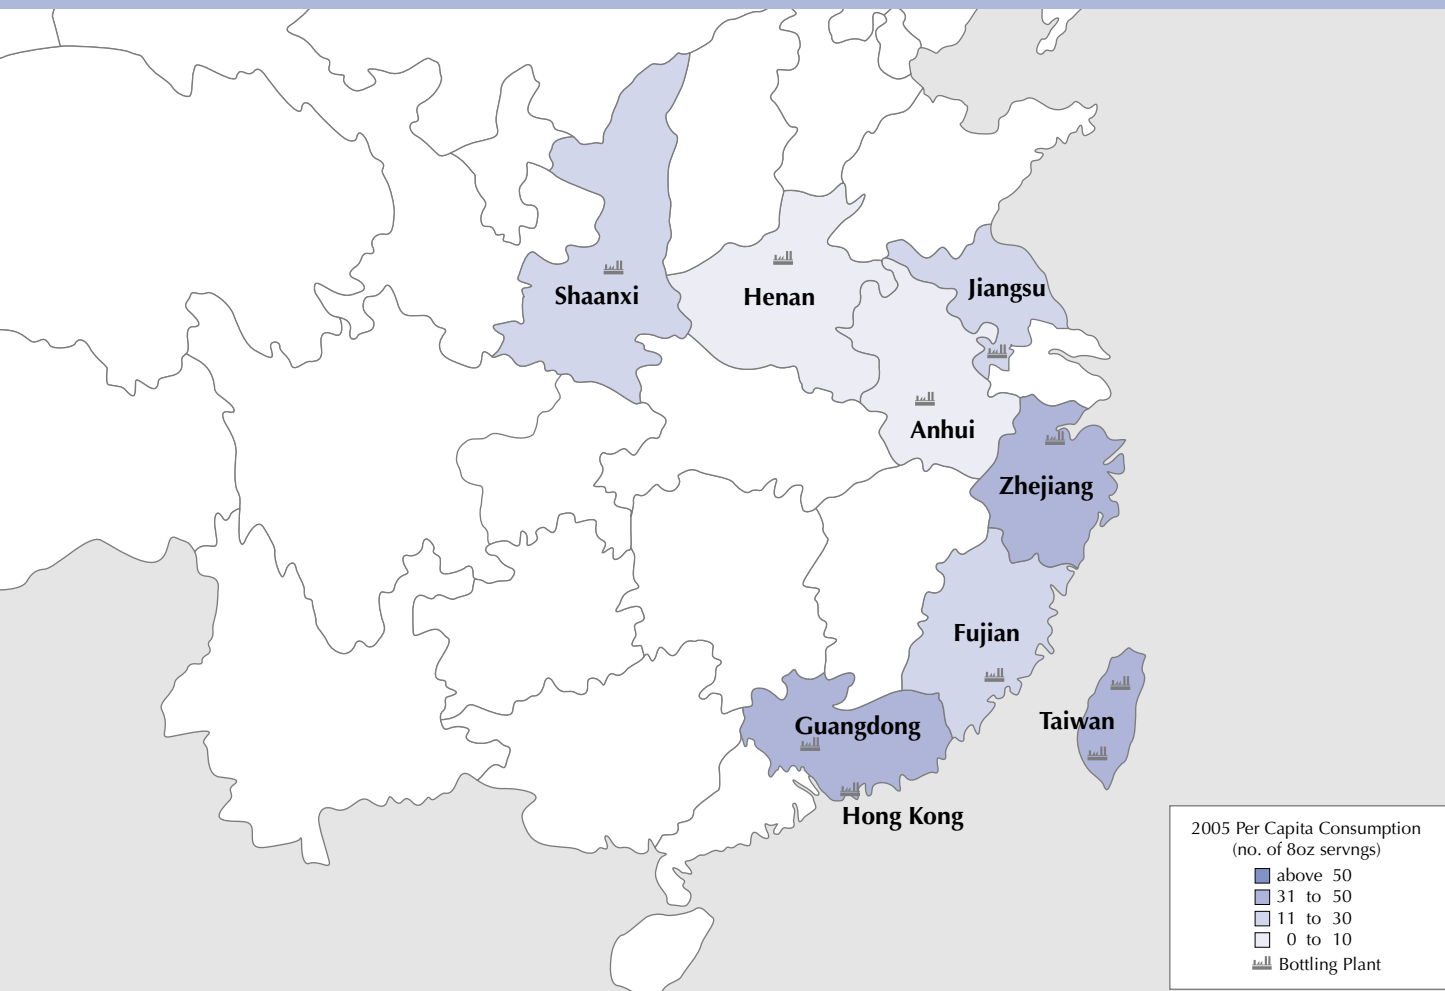 Shaanxi
Henan
Jiangsu
Anhui
Zhejiang
Fujian
Taiwan
Guangdong
Hong Kong
2005 Per Capita Consumption
(no. of 8oz servngs)
above 50
31 to 50
11 to 30
0 to 10
Bottling Plant